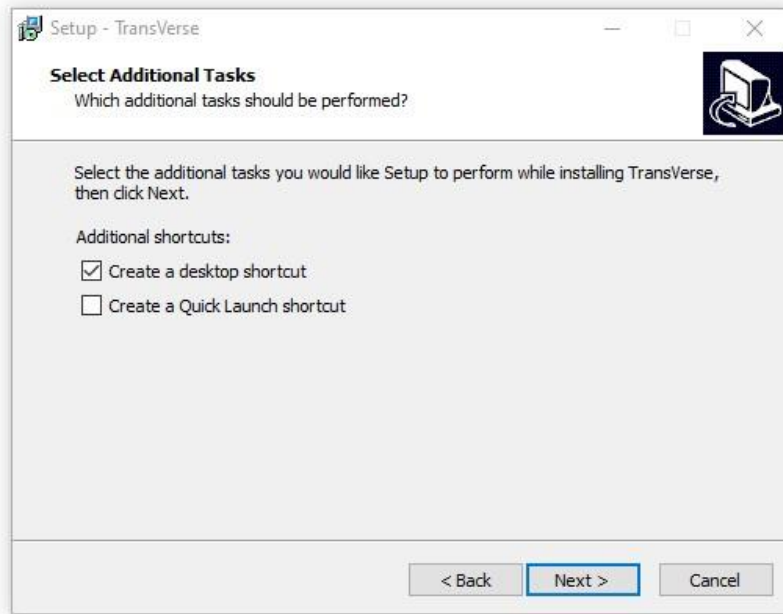 Setup - TransVerse
Select Additional Tasks
Which additional tasks should be performed?
Select the additional tasks you would like Setup to perform while installing TransVerse,
then click Next.
Additional shortcuts:
Create a desktop shortcut
Create a Quick Launch shortcut
< Back Next > Cancel